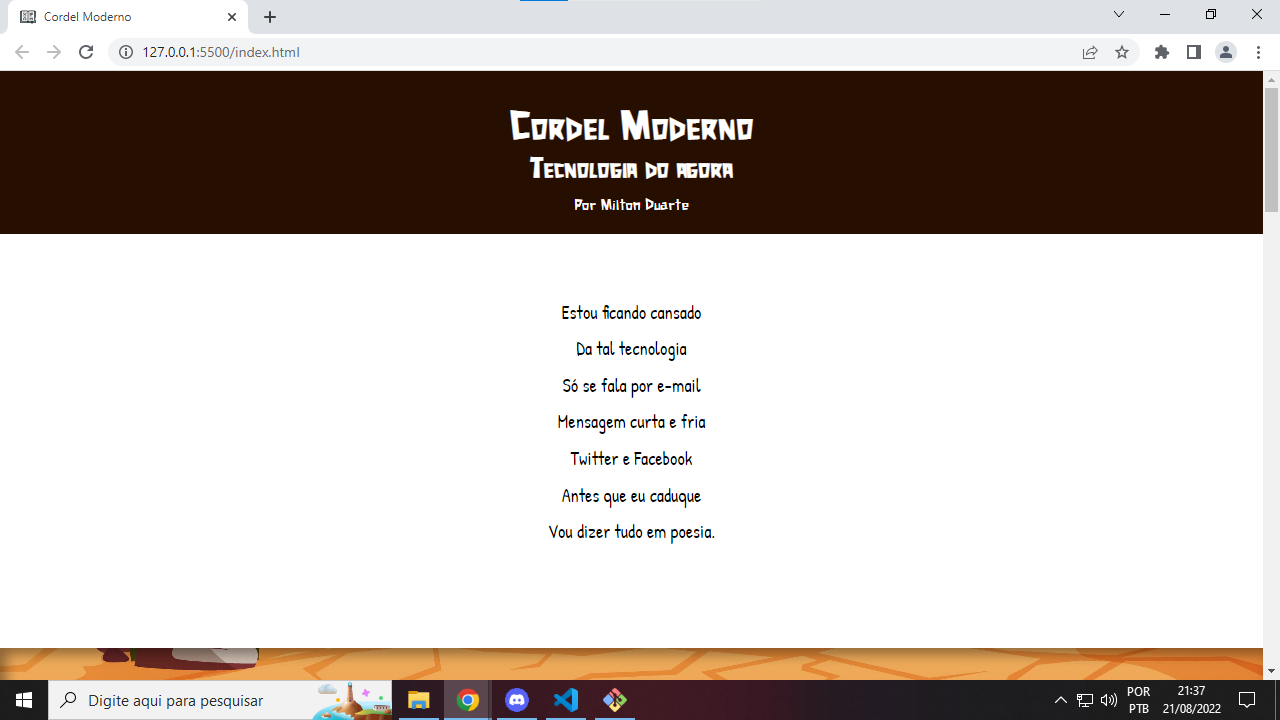 Cordel Moderno
127.0.0.1:5500/index.html
Cordel Moderno
Tecnologia do agora
Por Milton Duarte
Estou ficando cansado
Da tal tecnologia
Só se fala por e-mail
Mensagem curta e fria
Twitter e Facebook
Antes que eu caduque
Vou dizer tudo em poesia.
Digite aqui para pesquisar
POR
PTB
21:37
21/08/2022